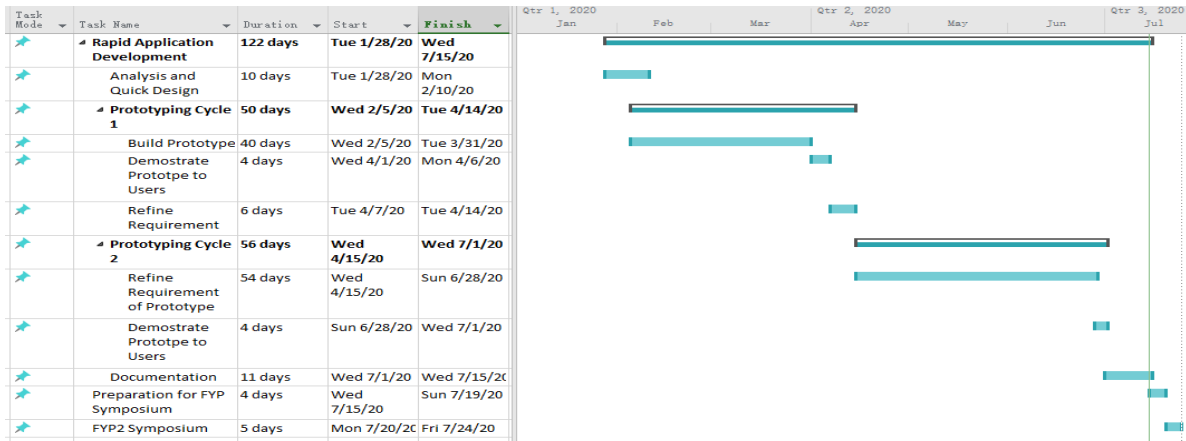 Task Mode Task Name Duration Start Finish
Qtr 1, 2020 Qtr 2, 2020 Qtr 3, 2020
Jan Feb Mar Apr May Jun Jul
Rapid Application Development 122 days Tue 1/28/20 Wed 7/15/20
Analysis and Quick Design 10 days Tue 1/28/20 Mon 2/10/20
Prototyping Cycle 1 50 days Wed 2/5/20 Tue 4/14/20
Build Prototype 40 days Wed 2/5/20 Tue 3/31/20
Demostrate Prototpe to Users 4 days Wed 4/1/20 Mon 4/6/20
Refine Requirement 6 days Tue 4/7/20 Tue 4/14/20
Prototyping Cycle 2 56 days Wed 4/15/20 Wed 7/1/20
Refine Requirement of Prototype 54 days Wed 4/15/20 Sun 6/28/20
Demostrate Prototpe to Users 4 days Sun 6/28/20 Wed 7/1/20
Documentation 11 days Wed 7/1/20 Wed 7/15/20
Preparation for FYP Symposium 4 days Wed 7/15/20 Sun 7/19/20
FYP2 Symposium 5 days Mon 7/20/20 Fri 7/24/20